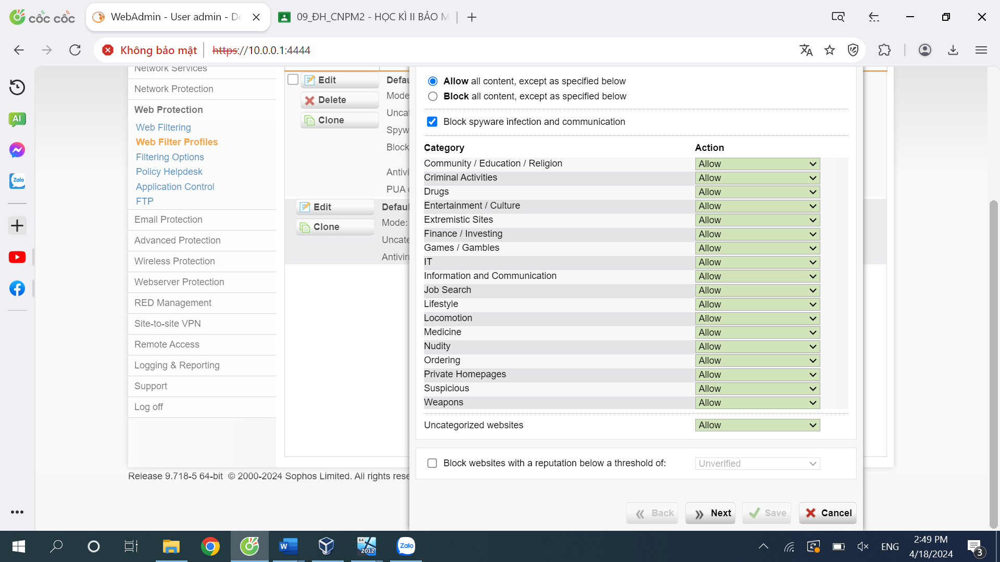 cốc cốc
WebAdmin - User admin - De
09_ĐH_CNPM2 - HỌC KÌ II BẢO M
Không bảo mật
https://10.0.0.1:4444
Network Services
Network Protection
Web Protection
Web Filtering
Web Filter Profiles
Filtering Options
Policy Helpdesk
Application Control
FTP
Email Protection
Advanced Protection
Wireless Protection
Webserver Protection
RED Management
Site-to-site VPN
Remote Access
Logging & Reporting
Support
Log off
AI
Zalo
Edit
Delete
Clone
Defau
Mode
Uncat
Spyw
Block
Antivi
PUA
Edit
Clone
Defaul
Mode:
Uncate
Antiviru
Allow all content, except as specified below
Block all content, except as specified below
Block spyware infection and communication
Category Action
Community / Education / Religion Allow
Criminal Activities Allow
Drugs Allow
Entertainment / Culture Allow
Extremistic Sites Allow
Finance / Investing Allow
Games / Gambles Allow
IT Allow
Information and Communication Allow
Job Search Allow
Lifestyle Allow
Locomotion Allow
Medicine Allow
Nudity Allow
Ordering Allow
Private Homepages Allow
Suspicious Allow
Weapons Allow
Uncategorized websites Allow
Block websites with a reputation below a threshold of: Unverified
Release 9.718-5 64-bit © 2000-2024 Sophos Limited. All rights rese
Back Next Save Cancel
W
64
2012
Zalo
ENG
2:49 PM
4/18/2024
3